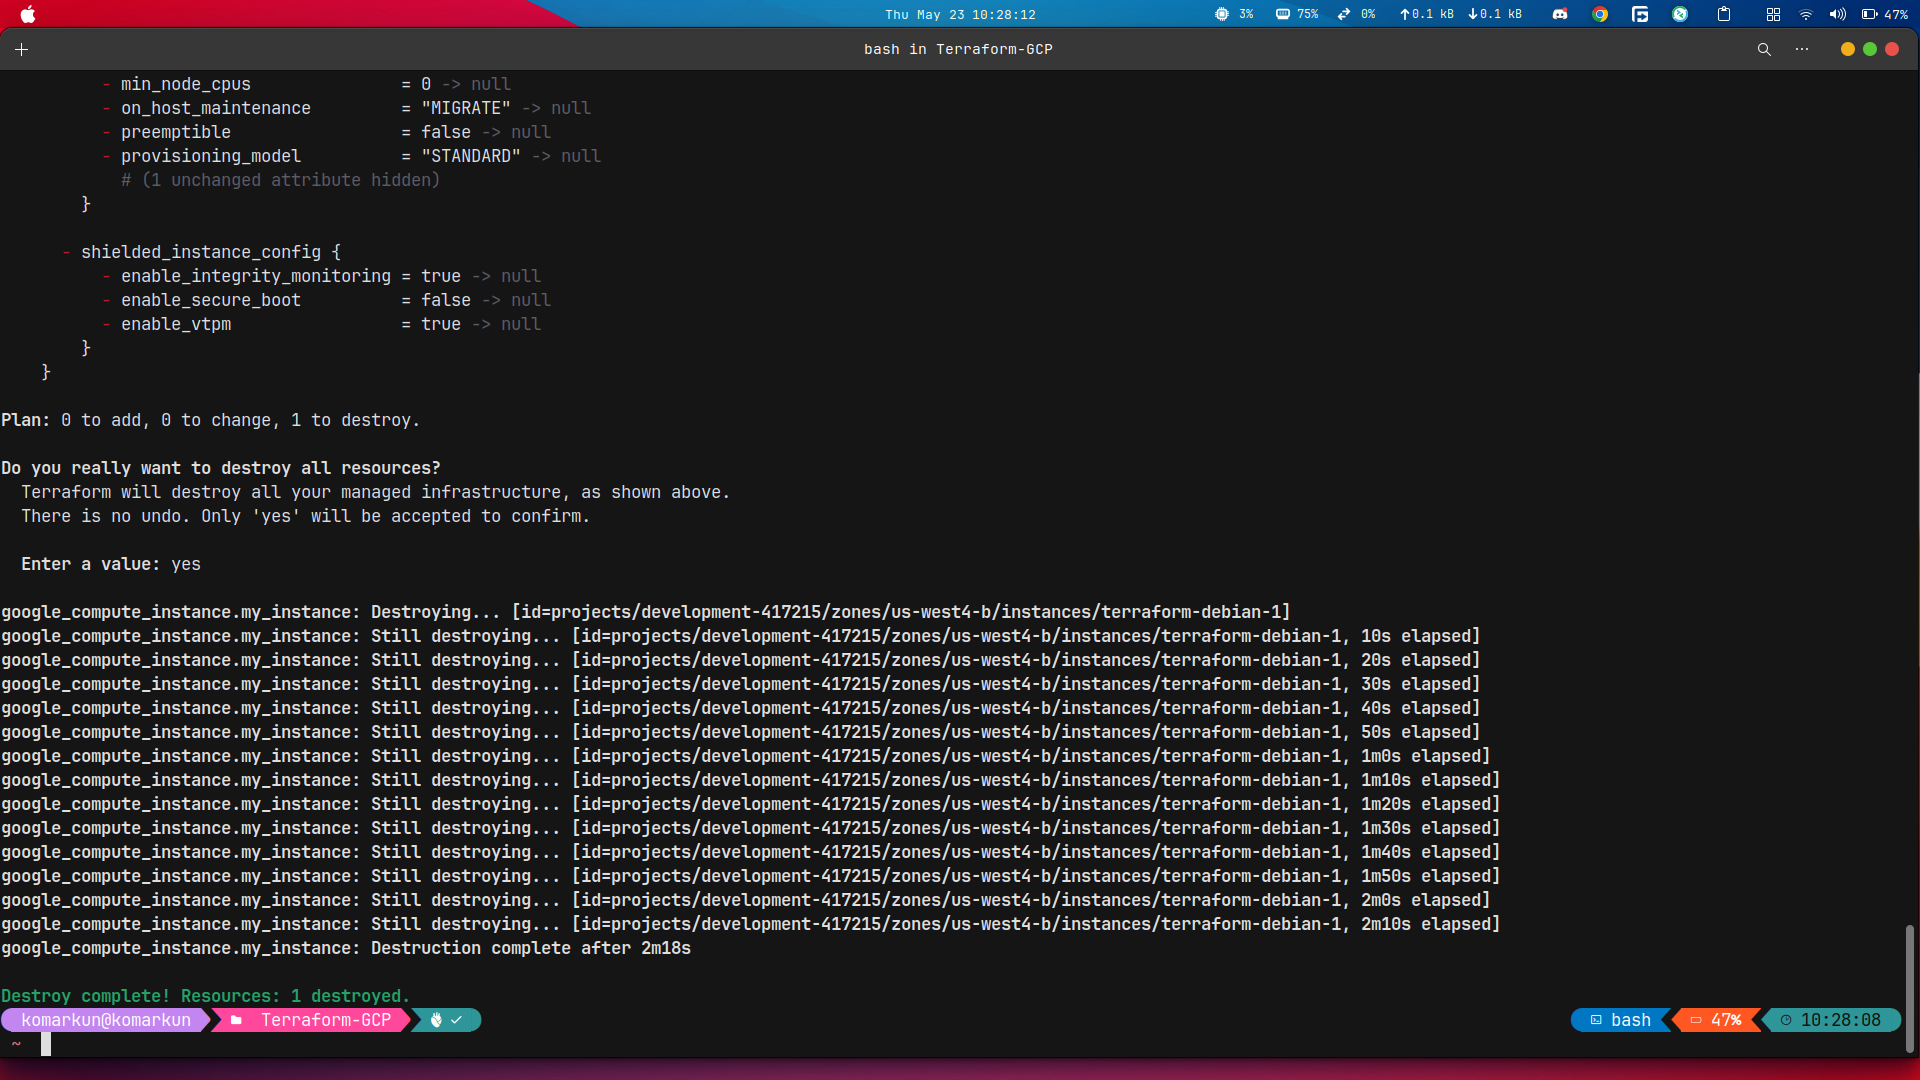 Thu May 23 10:28:12
3% 75% 0% ↑0.1 kB ↓0.1 kB 47%
bash in Terraform-GCP
- min_node_cpus = 0 -> null
- on_host_maintenance = "MIGRATE" -> null
- preemptible = false -> null
- provisioning_model = "STANDARD" -> null
# (1 unchanged attribute hidden)
}
- shielded_instance_config {
- enable_integrity_monitoring = true -> null
- enable_secure_boot = false -> null
- enable_vtpm = true -> null
}
}
Plan: 0 to add, 0 to change, 1 to destroy.
Do you really want to destroy all resources?
Terraform will destroy all your managed infrastructure, as shown above.
There is no undo. Only 'yes' will be accepted to confirm.
Enter a value: yes
google_compute_instance.my_instance: Destroying... [id=projects/development-417215/zones/us-west4-b/instances/terraform-debian-1]
google_compute_instance.my_instance: Still destroying... [id=projects/development-417215/zones/us-west4-b/instances/terraform-debian-1, 10s elapsed]
google_compute_instance.my_instance: Still destroying... [id=projects/development-417215/zones/us-west4-b/instances/terraform-debian-1, 20s elapsed]
google_compute_instance.my_instance: Still destroying... [id=projects/development-417215/zones/us-west4-b/instances/terraform-debian-1, 30s elapsed]
google_compute_instance.my_instance: Still destroying... [id=projects/development-417215/zones/us-west4-b/instances/terraform-debian-1, 40s elapsed]
google_compute_instance.my_instance: Still destroying... [id=projects/development-417215/zones/us-west4-b/instances/terraform-debian-1, 50s elapsed]
google_compute_instance.my_instance: Still destroying... [id=projects/development-417215/zones/us-west4-b/instances/terraform-debian-1, 1m0s elapsed]
google_compute_instance.my_instance: Still destroying... [id=projects/development-417215/zones/us-west4-b/instances/terraform-debian-1, 1m10s elapsed]
google_compute_instance.my_instance: Still destroying... [id=projects/development-417215/zones/us-west4-b/instances/terraform-debian-1, 1m20s elapsed]
google_compute_instance.my_instance: Still destroying... [id=projects/development-417215/zones/us-west4-b/instances/terraform-debian-1, 1m30s elapsed]
google_compute_instance.my_instance: Still destroying... [id=projects/development-417215/zones/us-west4-b/instances/terraform-debian-1, 1m40s elapsed]
google_compute_instance.my_instance: Still destroying... [id=projects/development-417215/zones/us-west4-b/instances/terraform-debian-1, 1m50s elapsed]
google_compute_instance.my_instance: Still destroying... [id=projects/development-417215/zones/us-west4-b/instances/terraform-debian-1, 2m0s elapsed]
google_compute_instance.my_instance: Still destroying... [id=projects/development-417215/zones/us-west4-b/instances/terraform-debian-1, 2m10s elapsed]
google_compute_instance.my_instance: Destruction complete after 2m18s
Destroy complete! Resources: 1 destroyed.
komarkun@komarkun Terraform-GCP ✓ bash 47% 10:28:08
~